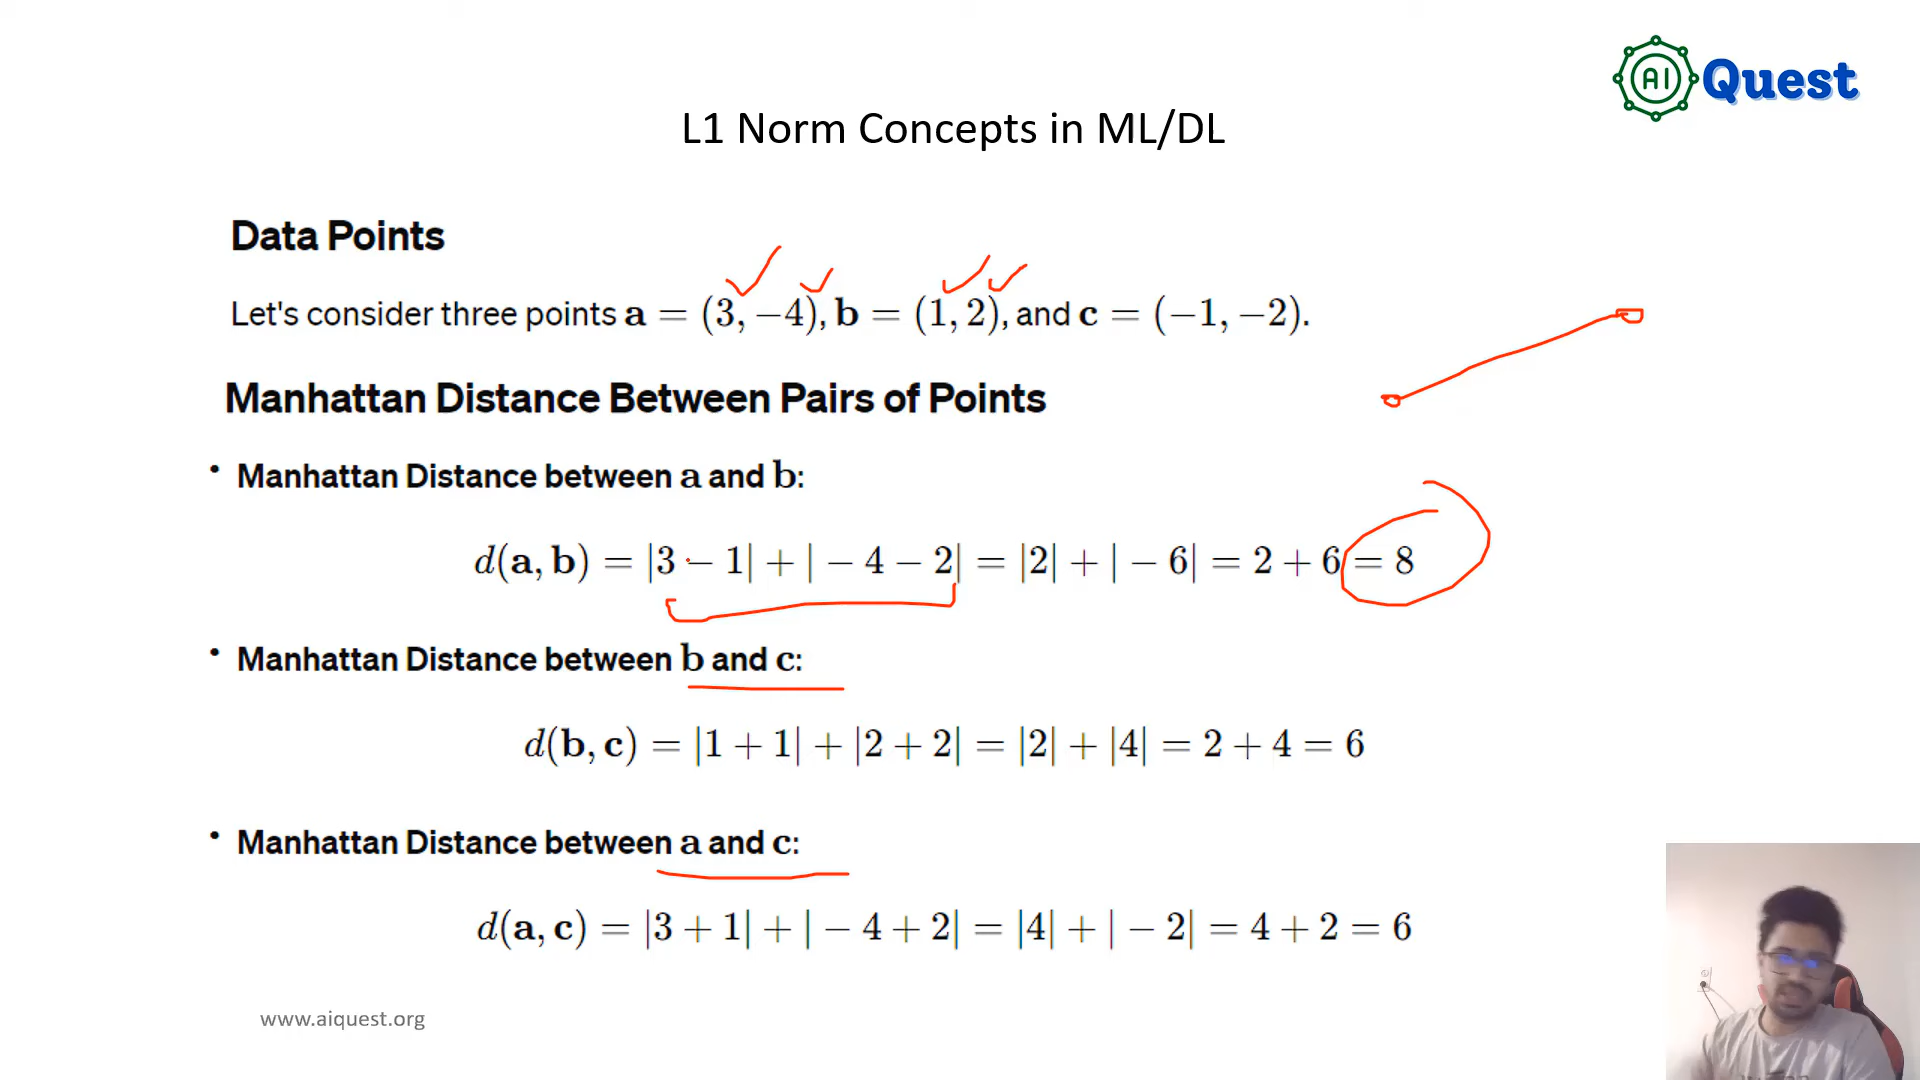 AI Quest
L1 Norm Concepts in ML/DL
Data Points
Let's consider three points a = (3, −4), b = (1, 2), and c = (−1, −2).
Manhattan Distance Between Pairs of Points
• Manhattan Distance between a and b:
d(a, b) = |3 − 1| + | − 4 − 2| = |2| + | − 6| = 2 + 6 = 8
• Manhattan Distance between b and c:
d(b, c) = |1 + 1| + |2 + 2| = |2| + |4| = 2 + 4 = 6
• Manhattan Distance between a and c:
d(a, c) = |3 + 1| + | − 4 + 2| = |4| + | − 2| = 4 + 2 = 6
www.aiquest.org